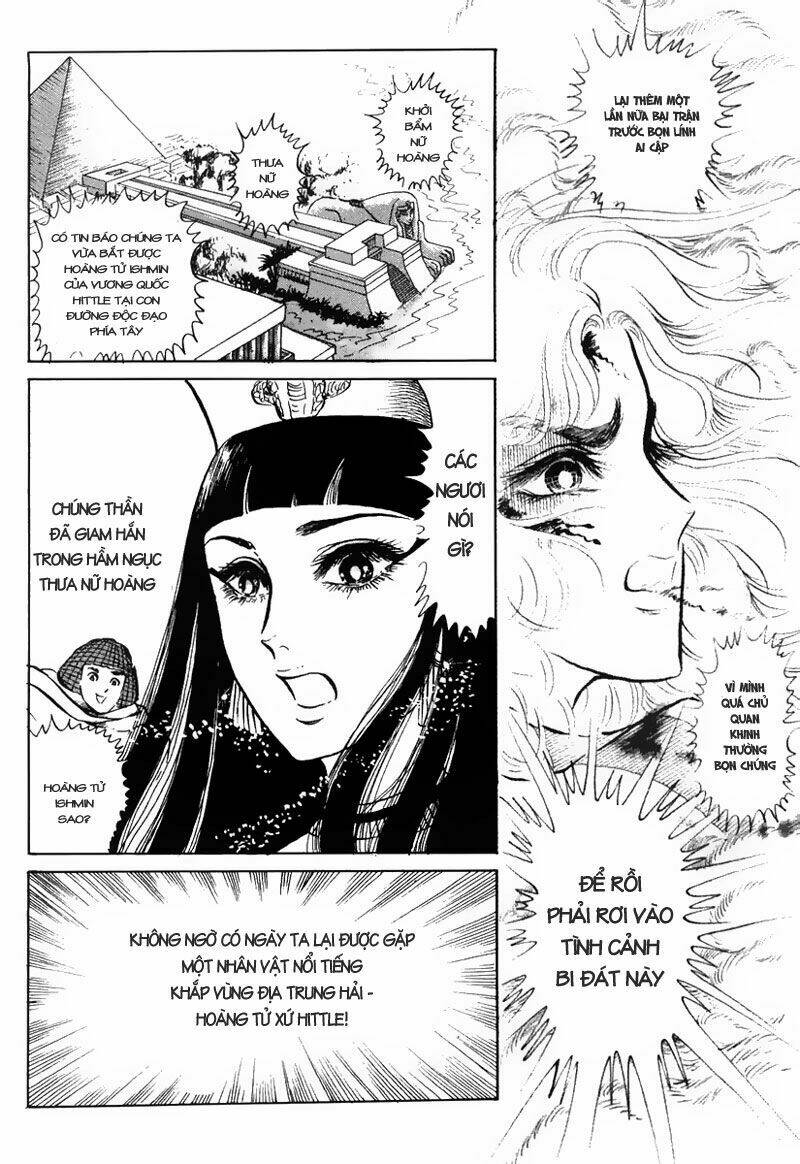 LẠI THÊM MỘT
LẦN NỮA BẠI TRẬN
TRƯỚC BỌN LÍNH
AI CẬP
VÌ MÌNH
QUÁ CHỦ
QUAN
KHINH
THƯỜNG
BỌN CHÚNG
ĐỂ RỒI
PHẢI RƠI VÀO
TÌNH CẢNH
BI ĐÁT NÀY
KHỞI
BẨM
NỮ
HOÀNG
THƯA
NỮ
HOÀNG
CÓ TIN BÁO CHÚNG TA
VỪA BẮT ĐƯỢC
HOÀNG TỬ ISHMIN
CỦA VƯƠNG QUỐC
HITTLE TẠI CON
ĐƯỜNG ĐỘC ĐẠO
PHÍA TÂY
CÁC
NGƯƠI
NÓI
GÌ?
CHÚNG THẦN
ĐÃ GIAM HẮN
TRONG HẦM NGỤC
THƯA NỮ HOÀNG
HOÀNG TỬ
ISHMIN
SAO?
KHÔNG NGỜ CÓ NGÀY TA LẠI ĐƯỢC GẶP
MỘT NHÂN VẬT NỔI TIẾNG
KHẮP VÙNG ĐỊA TRUNG HẢI -
HOÀNG TỬ XỨ HITTLE!